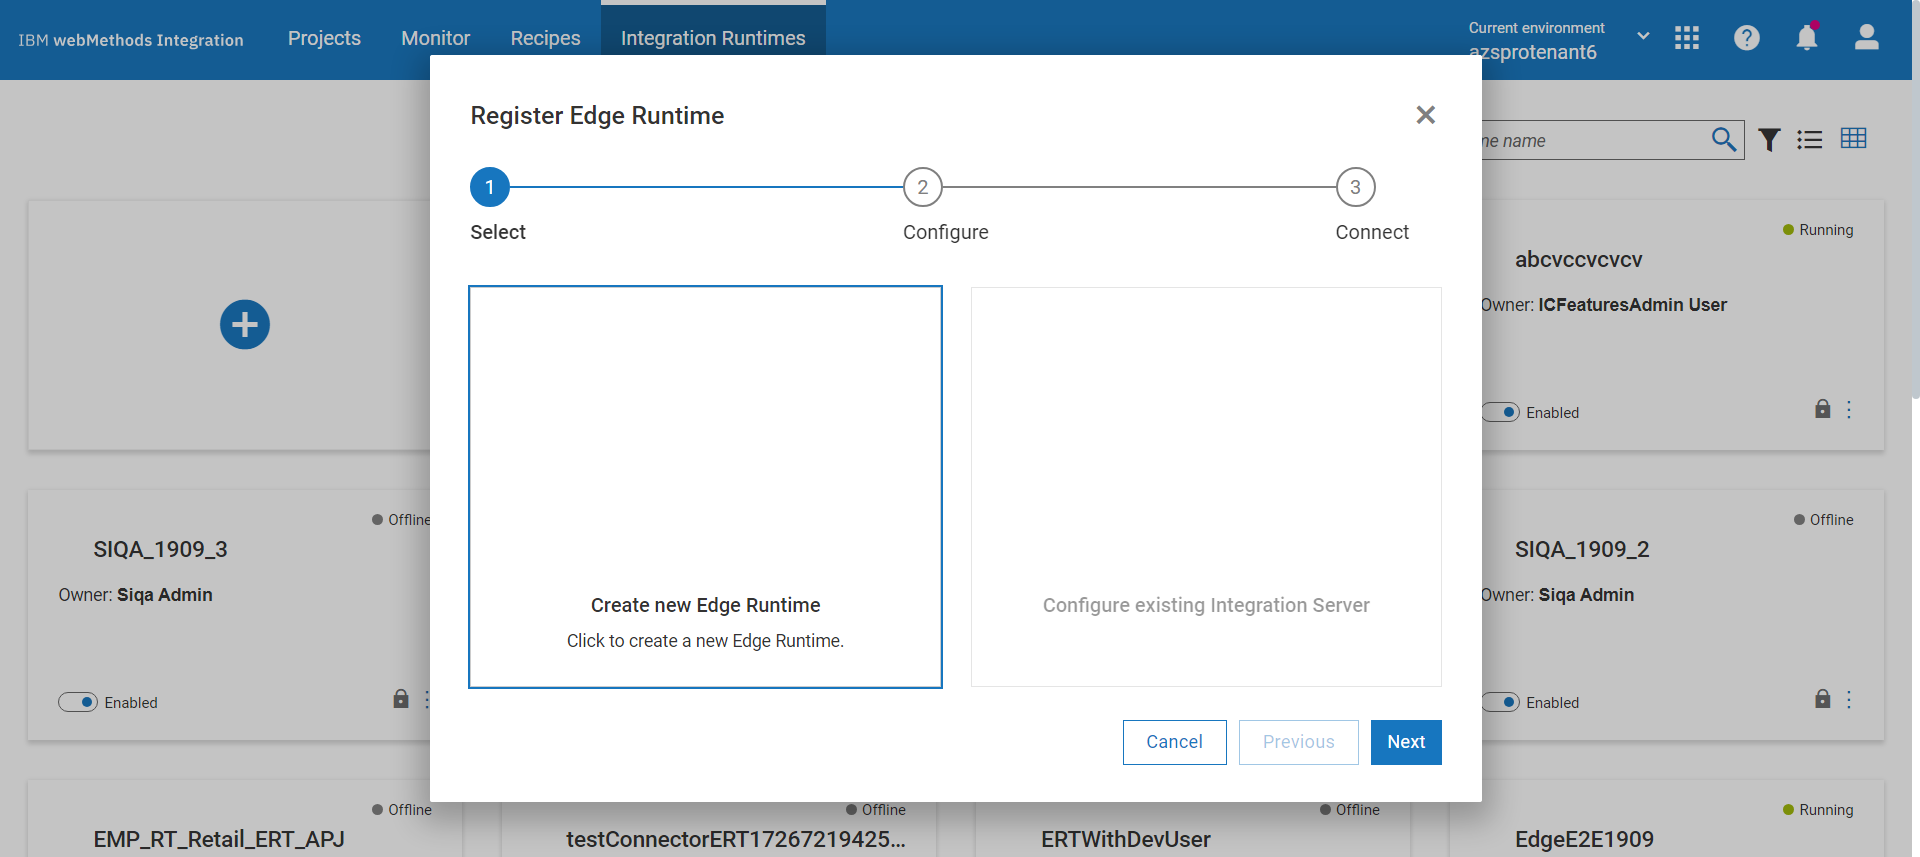 IBM webMethods Integration
Projects
Monitor
Recipes
Integration Runtimes
Current environment
azsprotenant6
Register Edge Runtime
me name
1
2
3
Select
Configure
Connect
Running
abcvccvcvcv
Owner: ICFeaturesAdmin User
Enabled
Create new Edge Runtime
Click to create a new Edge Runtime.
Configure existing Integration Server
Cancel
Previous
Next
Offline
SIQA_1909_3
Owner: Siqa Admin
Enabled
Offline
SIQA_1909_2
Owner: Siqa Admin
Enabled
Offline
EMP_RT_Retail_ERT_APJ
Offline
testConnectorERT17267219425...
Offline
ERTWithDevUser
Running
EdgeE2E1909